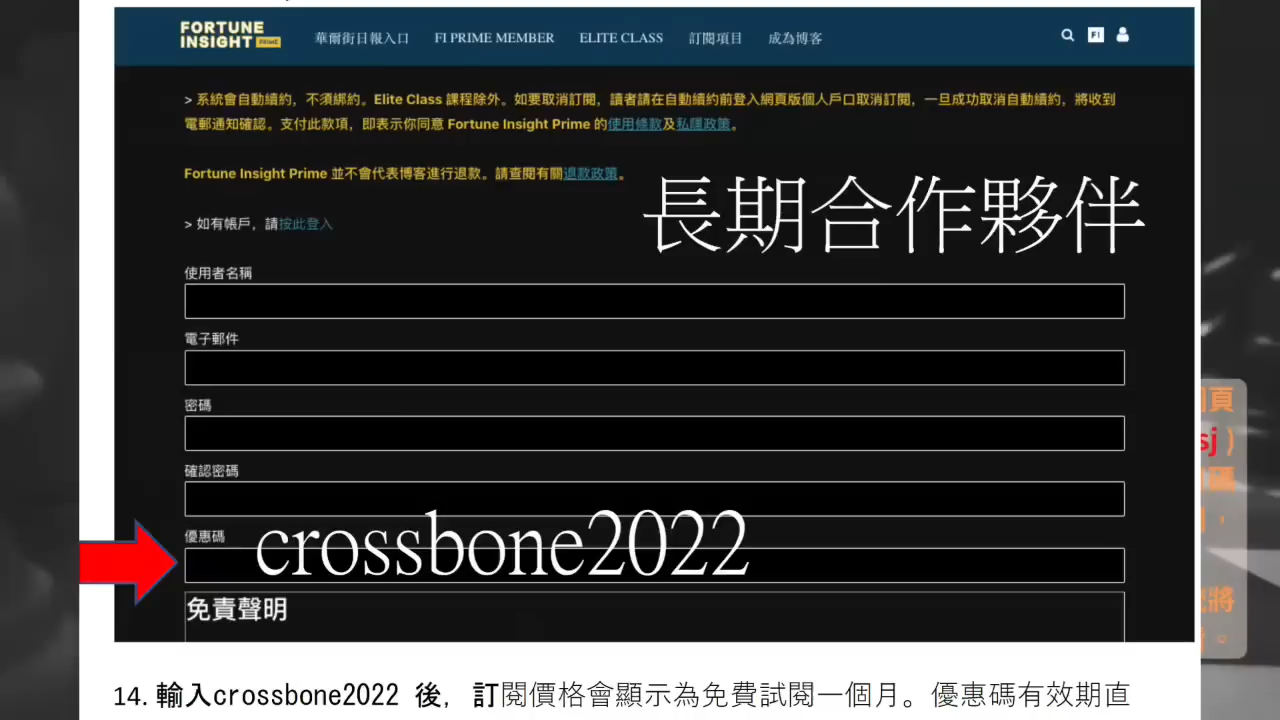 FORTUNE
INSIGHT PRIME
華爾街日報入口 FI PRIME MEMBER ELITE CLASS 訂閱項目 成為博客
FI
> 系統會自動續約，不須綁約。Elite Class 課程除外。如要取消訂閱，讀者請在自動續約前登入網頁版個人戶口取消訂閱，一旦成功取消自動續約，將收到
電郵通知確認。支付此款項，即表示你同意 Fortune Insight Prime 的使用條款及私隱政策。
Fortune Insight Prime 並不會代表博客進行退款。請查閱有關退款政策。
長期合作夥伴
> 如有帳戶，請按此登入
使用者名稱
電子郵件
密碼
確認密碼
優惠碼
crossbone2022
免責聲明
頁
sj )
將
。
14. 輸入crossbone2022 後，訂閱價格會顯示為免費試閱一個月。優惠碼有效期直